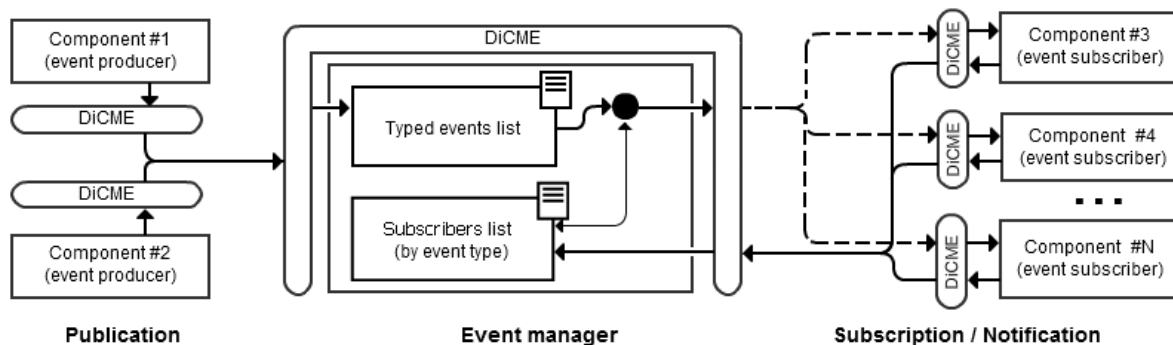 Component #1
(event producer)
DiCME
DiCME
Component #2
(event producer)
Publication
DiCME
Typed events list
Subscribers list
(by event type)
Event manager
DiCME
Component #3
(event subscriber)
DiCME
Component #4
(event subscriber)
...
DiCME
Component #N
(event subscriber)
Subscription / Notification